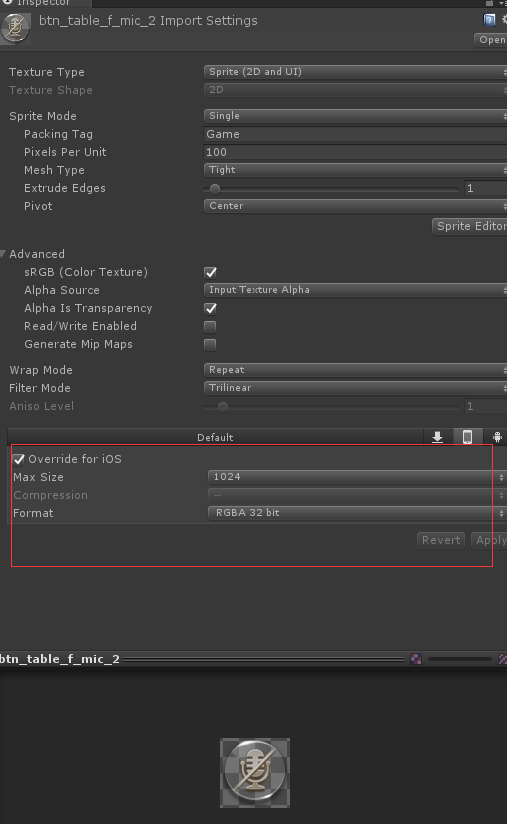 Inspector
btn_table_f_mic_2 Import Settings
Open
Texture Type Sprite (2D and UI)
Texture Shape 2D
Sprite Mode Single
Packing Tag Game
Pixels Per Unit 100
Mesh Type Tight
Extrude Edges 1
Pivot Center
Sprite Editor
Advanced
sRGB (Color Texture)
Alpha Source Input Texture Alpha
Alpha Is Transparency
Read/Write Enabled
Generate Mip Maps
Wrap Mode Repeat
Filter Mode Trilinear
Aniso Level 1
Default
Override for iOS
Max Size 1024
Compression —
Format RGBA 32 bit
Revert Apply
btn_table_f_mic_2